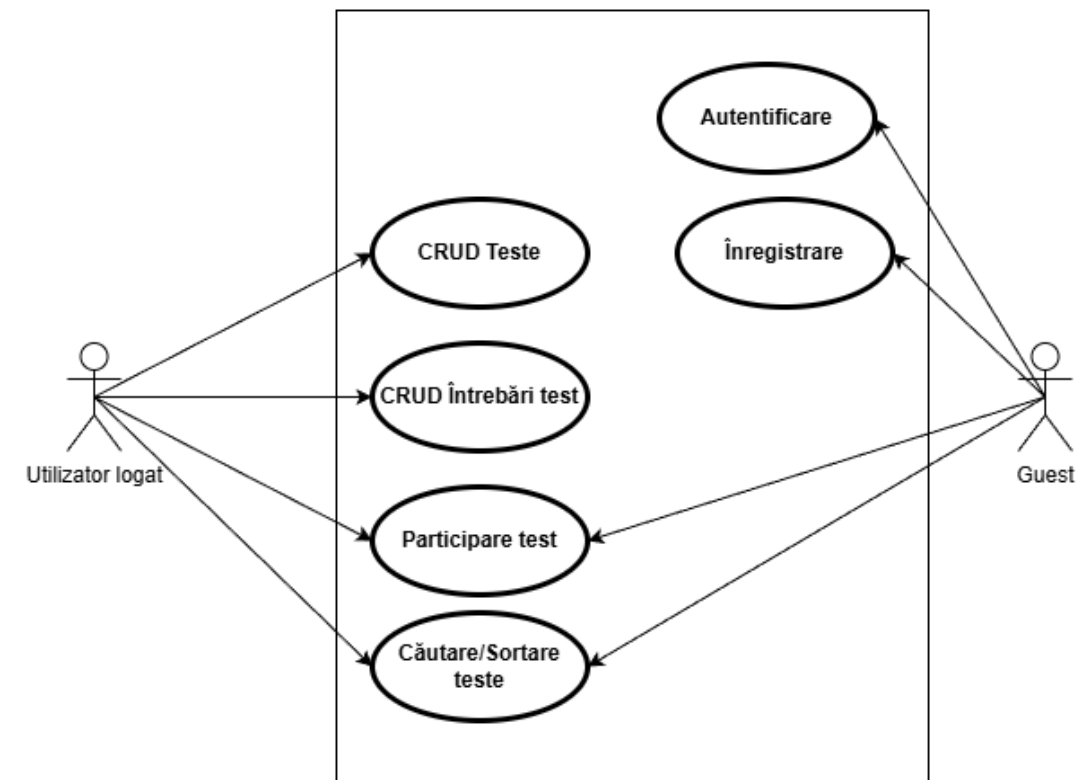 Autentificare
CRUD Teste
Înregistrare
CRUD Întrebări test
Utilizator logat
Guest
Participare test
Căutare/Sortare
teste